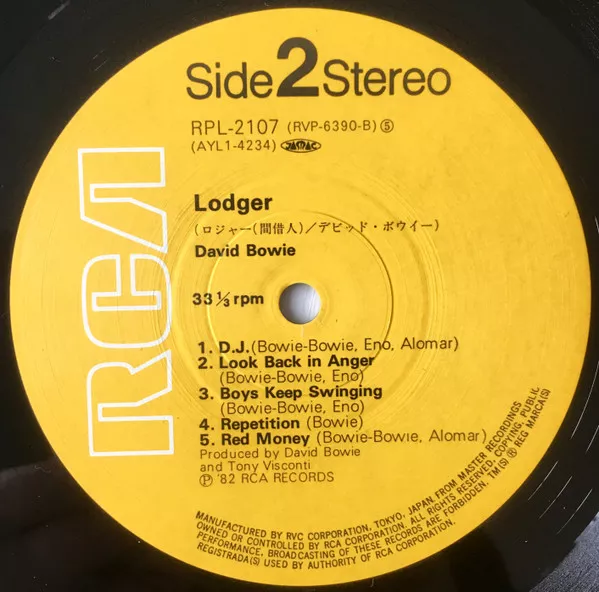 Side 2 Stereo
RPL-2107 (RVP-6390-B) ⑤
(AYL1-4234) JASRAC
RCA
Lodger
(ロジャー(間借人)/デビッド・ボウイー)
David Bowie
33 1/3 rpm
1. D.J.(Bowie-Bowie, Eno, Alomar)
2. Look Back in Anger
(Bowie-Bowie, Eno)
3. Boys Keep Swinging
(Bowie-Bowie, Eno)
4. Repetition (Bowie)
5. Red Money (Bowie-Bowie, Alomar)
Produced by David Bowie
and Tony Visconti
Ⓟ '82 RCA RECORDS
MANUFACTURED BY RVC CORPORATION, TOKYO, JAPAN, FROM MASTER RECORDINGS
OWNED OR CONTROLLED BY RCA CORPORATION. ALL RIGHTS RESERVED. COPYING, PUBLIC
PERFORMANCE, BROADCASTING OF THESE RECORDS ARE FORBIDDEN. TM(S) ® REG MARCA(S)
REGISTRADA(S) USED BY AUTHORITY OF RCA CORPORATION.